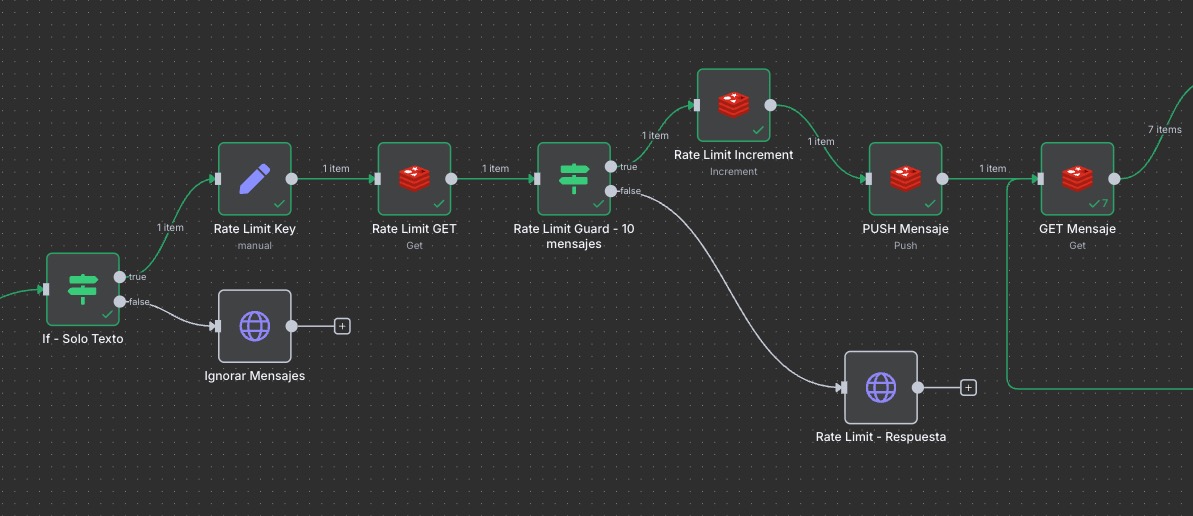 Rate Limit Increment
Increment
1 item
1 item
7 items
true
false
1 item
1 item
1 item
Rate Limit Key
manual
Rate Limit GET
Get
Rate Limit Guard - 10
mensajes
PUSH Mensaje
Push
7
GET Mensaje
Get
1 item
true
false
If - Solo Texto
Ignorar Mensajes
Rate Limit - Respuesta